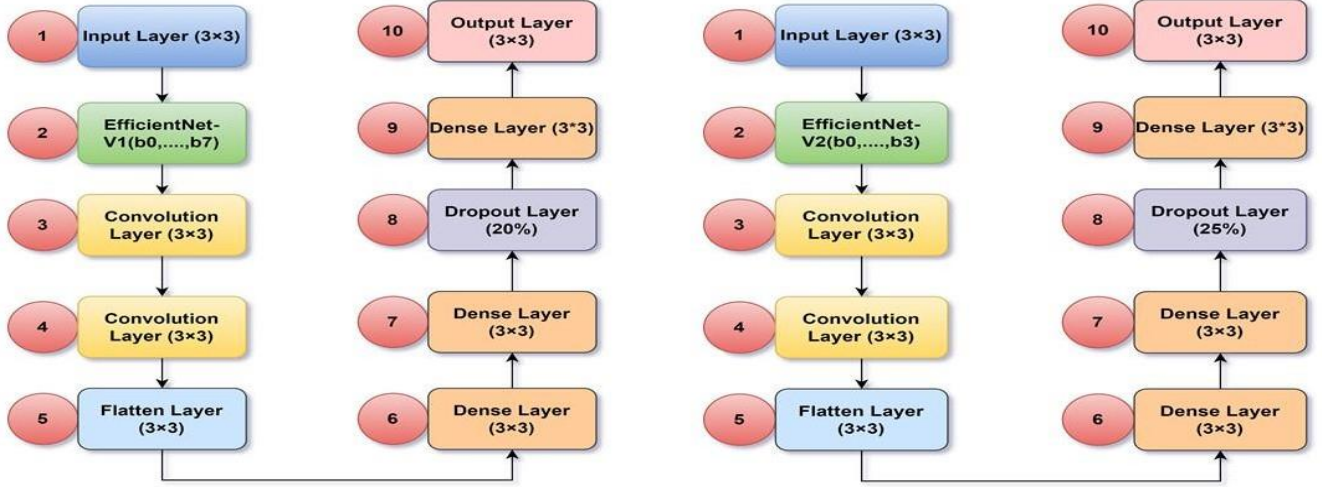 1
Input Layer (3×3)
2
EfficientNet-
V1(b0,....,b7)
3
Convolution
Layer (3×3)
4
Convolution
Layer (3×3)
5
Flatten Layer
(3×3)
6
Dense Layer
(3×3)
7
Dense Layer
(3×3)
8
Dropout Layer
(20%)
9
Dense Layer (3*3)
10
Output Layer
(3×3)
1
Input Layer (3×3)
2
EfficientNet-
V2(b0,....,b3)
3
Convolution
Layer (3×3)
4
Convolution
Layer (3×3)
5
Flatten Layer
(3×3)
6
Dense Layer
(3×3)
7
Dense Layer
(3×3)
8
Dropout Layer
(25%)
9
Dense Layer (3*3)
10
Output Layer
(3×3)